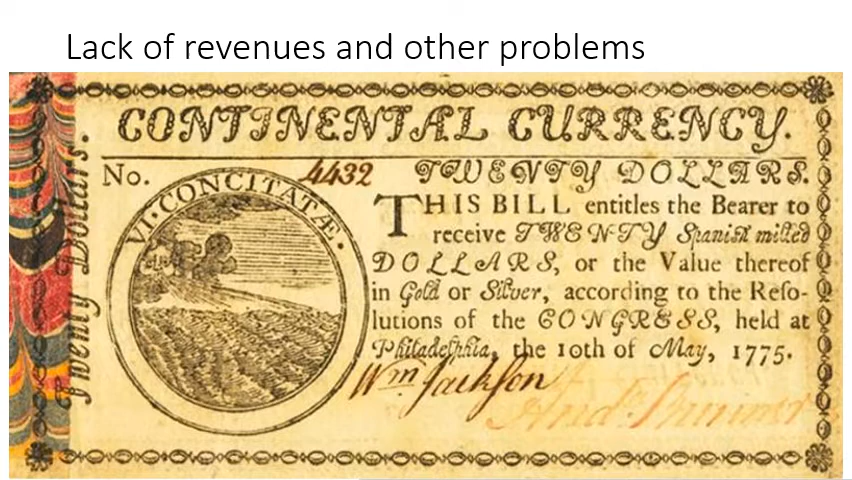 Lack of revenues and other problems
CONTINENTAL CURRENCY.
No. 4432 TWENTY DOLLARS.
VI·CONCITATÆ·
Twenty Dollars.
THIS BILL entitles the Bearer to
receive TWENTY Spanish milled
DOLLARS, or the Value thereof
in Gold or Silver, according to the Reſo-
lutions of the CONGRESS, held at
Philadelphia, the 10th of May, 1775.
Wm Jackſon